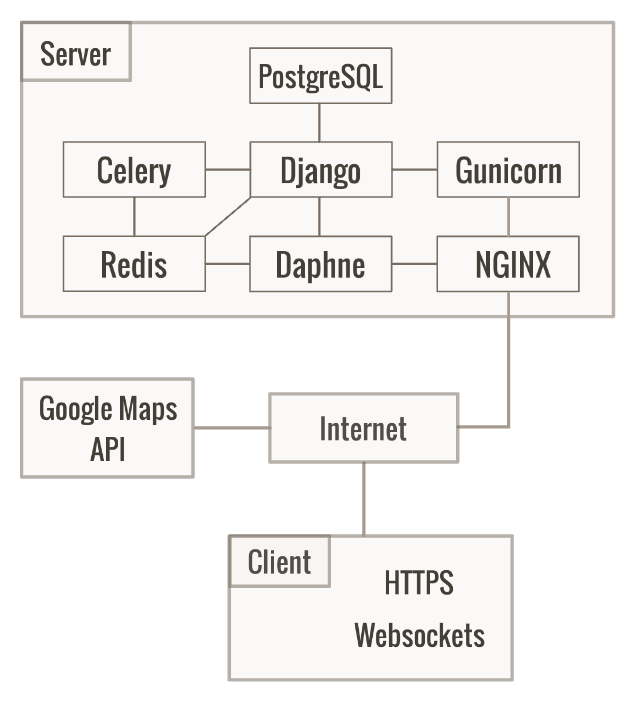 Server
PostgreSQL
Celery
Django
Gunicorn
Redis
Daphne
NGINX
Google Maps
API
Internet
Client
HTTPS
Websockets